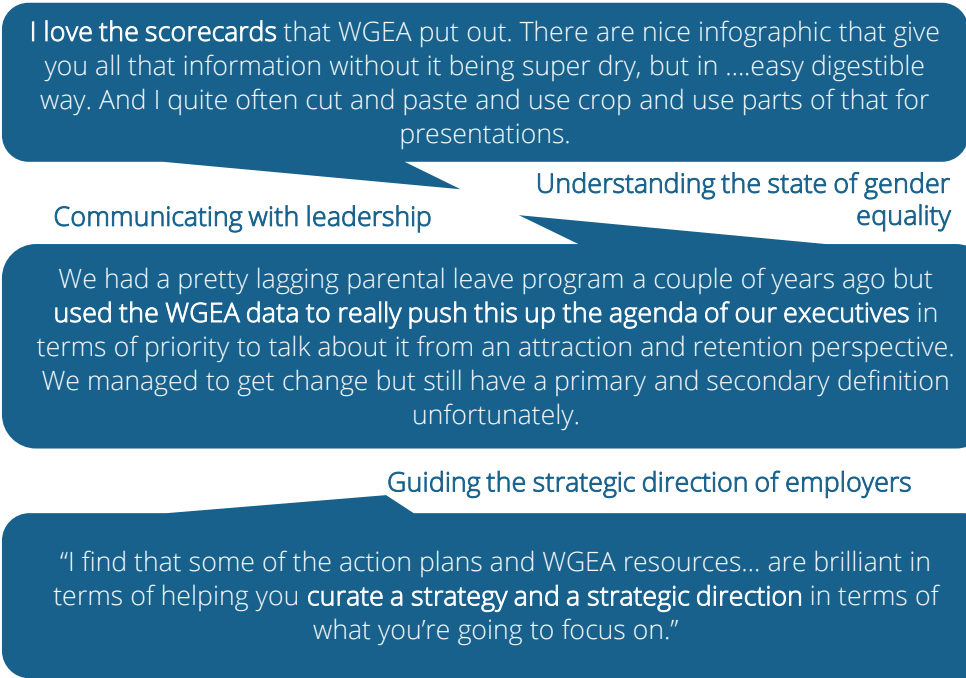 I love the scorecards that WGEA put out. There are nice infographic that give
you all that information without it being super dry, but in ....easy digestible
way. And I quite often cut and paste and use crop and use parts of that for
presentations.
Understanding the state of gender
equality
Communicating with leadership
We had a pretty lagging parental leave program a couple of years ago but
used the WGEA data to really push this up the agenda of our executives in
terms of priority to talk about it from an attraction and retention perspective.
We managed to get change but still have a primary and secondary definition
unfortunately.
Guiding the strategic direction of employers
“I find that some of the action plans and WGEA resources... are brilliant in
terms of helping you curate a strategy and a strategic direction in terms of
what you’re going to focus on.”